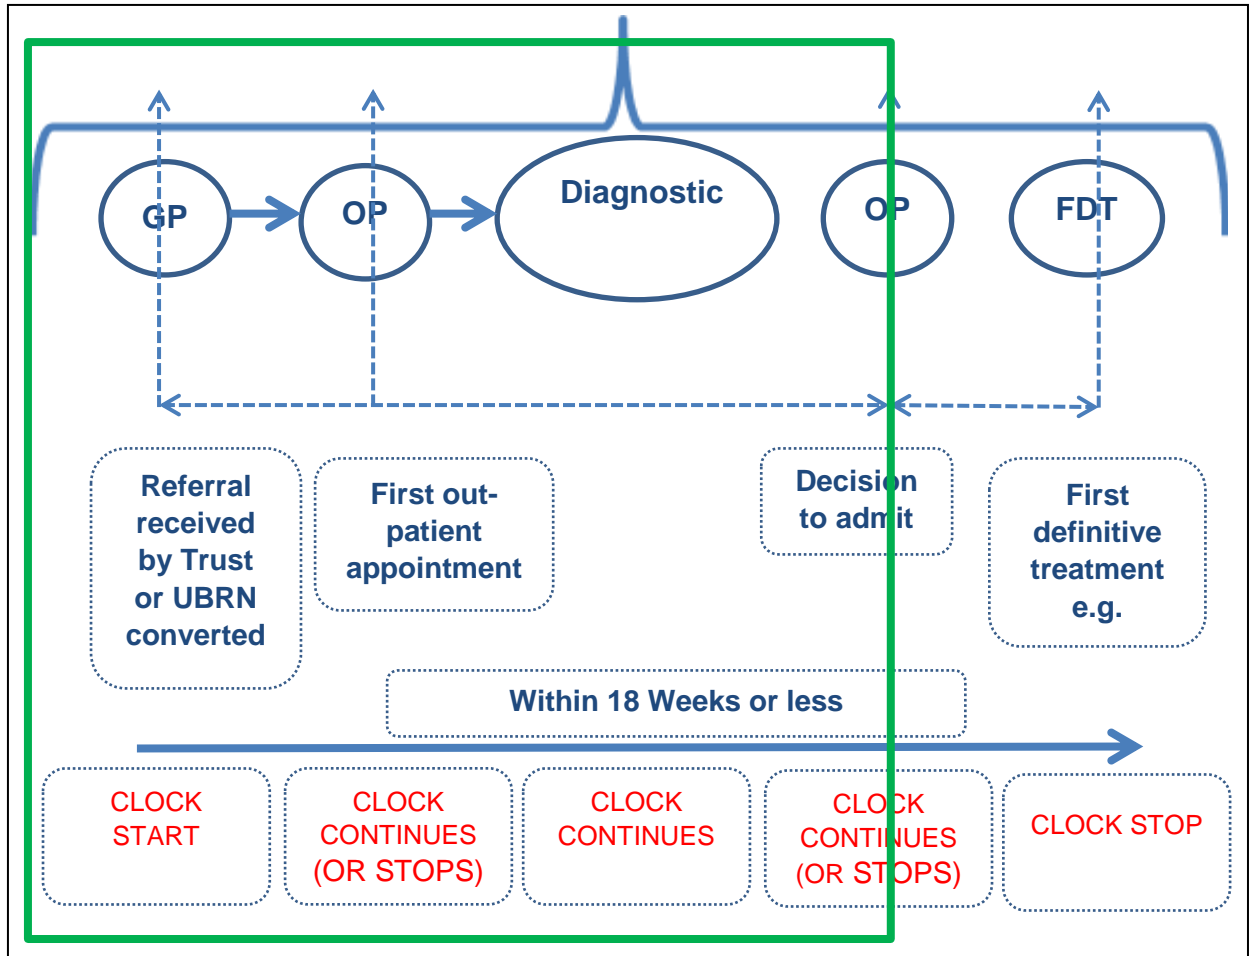 GP
OP
Diagnostic
OP
FDT
Referral
received
by Trust
or UBRN
converted
First out-
patient
appointment
Decision
to admit
First
definitive
treatment
e.g.
Within 18 Weeks or less
CLOCK
START
CLOCK
CONTINUES
(OR STOPS)
CLOCK
CONTINUES
CLOCK
CONTINUES
(OR STOPS)
CLOCK STOP